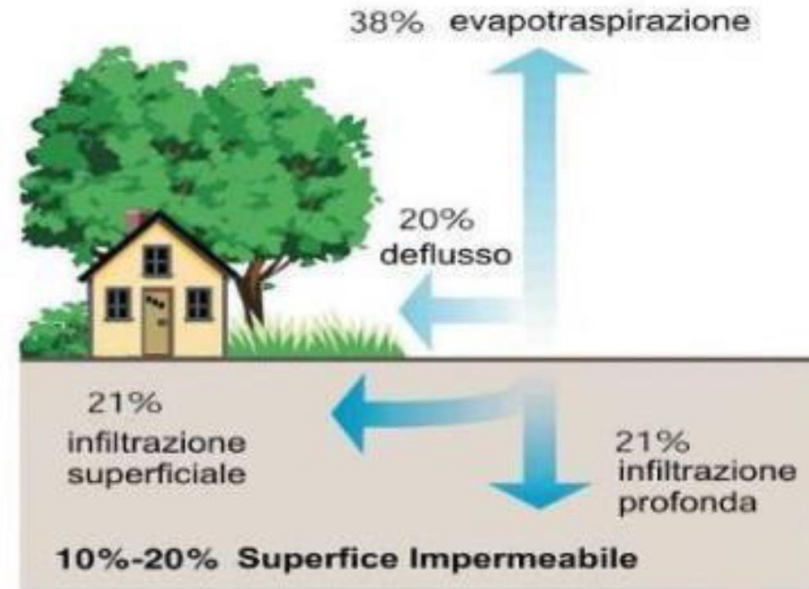 38% evapotraspirazione
20%
deflusso
21%
infiltrazione
superficiale
21%
infiltrazione
profonda
10%-20% Superfice Impermeabile